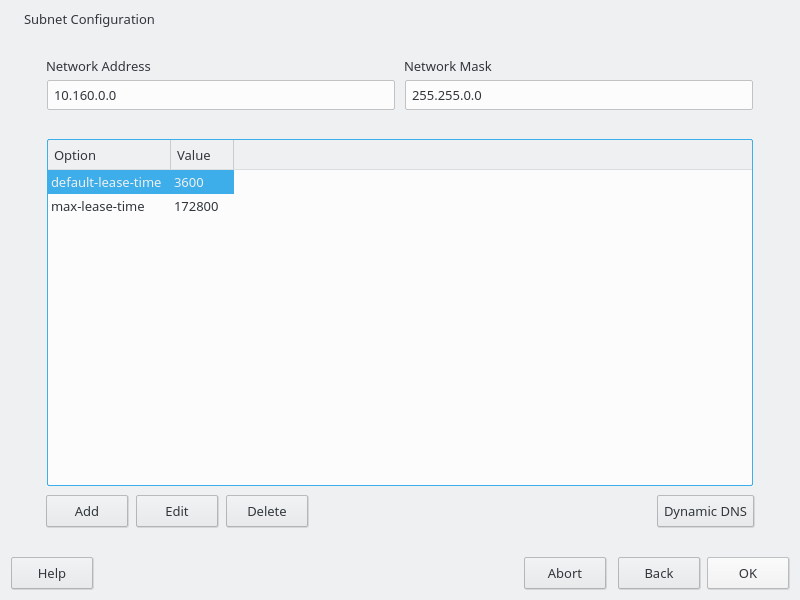 Subnet Configuration
Network Address Network Mask
10.160.0.0 255.255.0.0
Option Value
default-lease-time 3600
max-lease-time 172800
Add Edit Delete Dynamic DNS
Help Abort Back OK